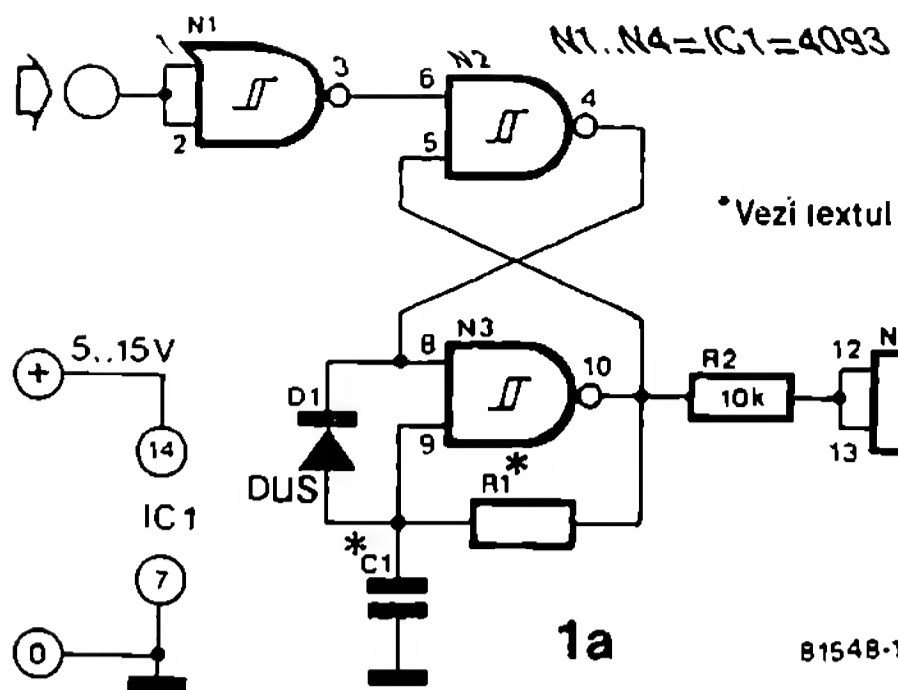 N1
N1..N4=IC1=4093
N2
1
3
6
4
2
5
*Vezi textul
5..15V
N3
8
10
R2
12
N
+
D1
10k
9
13
14
DUS
R1*
IC1
*C1
7
0
1a
81548-1